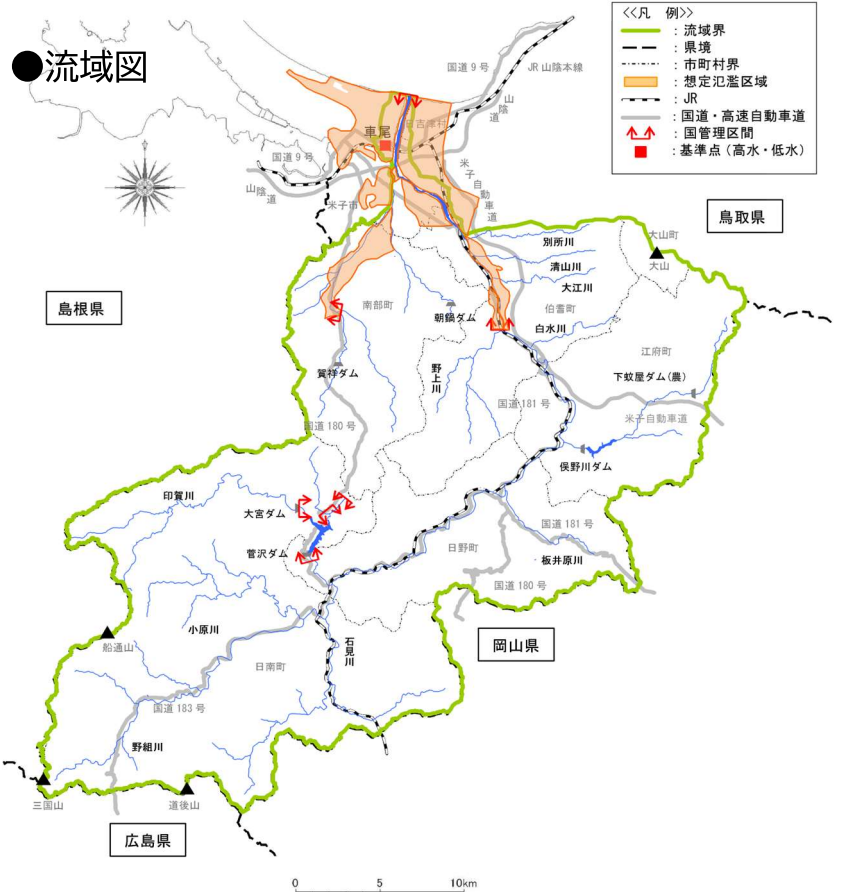 ●流域図
≪凡　例≫
：流域界
：県境
：市町村界
：想定氾濫区域
：JR
：国道・高速自動車道
：国管理区間
：基準点（高水・低水）
国道9号
JR山陰本線
山陰道
日吉津村
車尾
国道9号
山陰道
米子市
米子自動車道
鳥取県
大山町
大山
別所川
清山川
大江川
伯耆町
白水川
島根県
南部町
朝鍋ダム
江府町
賀祥ダム
野上川
下蚊屋ダム（農）
国道181号
米子自動車道
国道180号
俣野川ダム
印賀川
大宮ダム
国道181号
菅沢ダム
日野町
板井原川
国道180号
小原川
船通山
石見川
岡山県
日南町
国道183号
野組川
三国山
道後山
広島県
0
5
10km